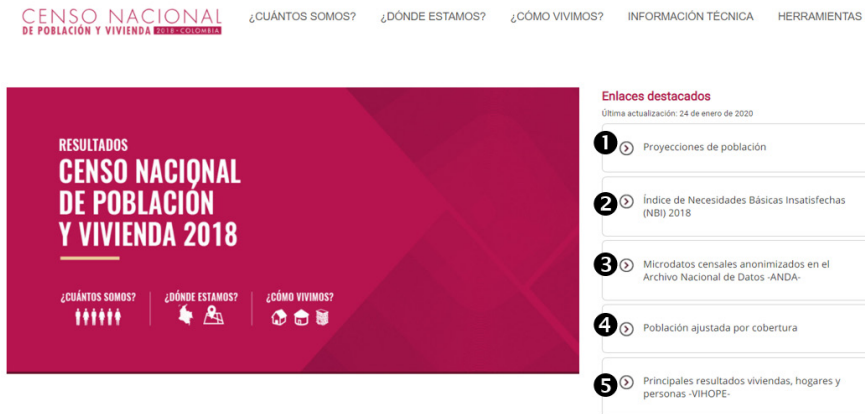 CENSO NACIONAL
DE POBLACIÓN Y VIVIENDA 2018 - COLOMBIA
¿CUÁNTOS SOMOS? ¿DÓNDE ESTAMOS? ¿CÓMO VIVIMOS? INFORMACIÓN TÉCNICA HERRAMIENTAS
RESULTADOS
CENSO NACIONAL
DE POBLACIÓN
Y VIVIENDA 2018
¿CUÁNTOS SOMOS? ¿DÓNDE ESTAMOS? ¿CÓMO VIVIMOS?
Enlaces destacados
Última actualización: 24 de enero de 2020
1 Proyecciones de población
2 Índice de Necesidades Básicas Insatisfechas
(NBI) 2018
3 Microdatos censales anonimizados en el
Archivo Nacional de Datos -ANDA-
4 Población ajustada por cobertura
5 Principales resultados viviendas, hogares y
personas -VIHOPE-